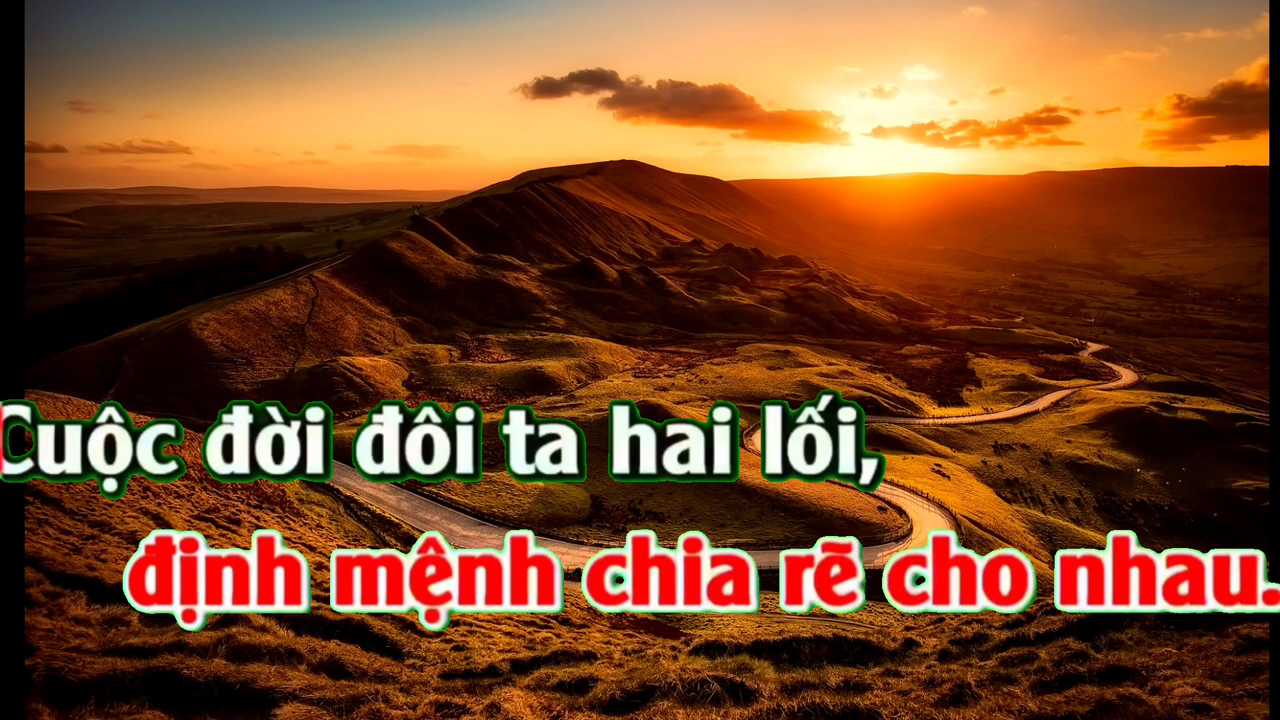 Cuộc đời đôi ta hai lối,
định mệnh chia rẽ cho nhau.